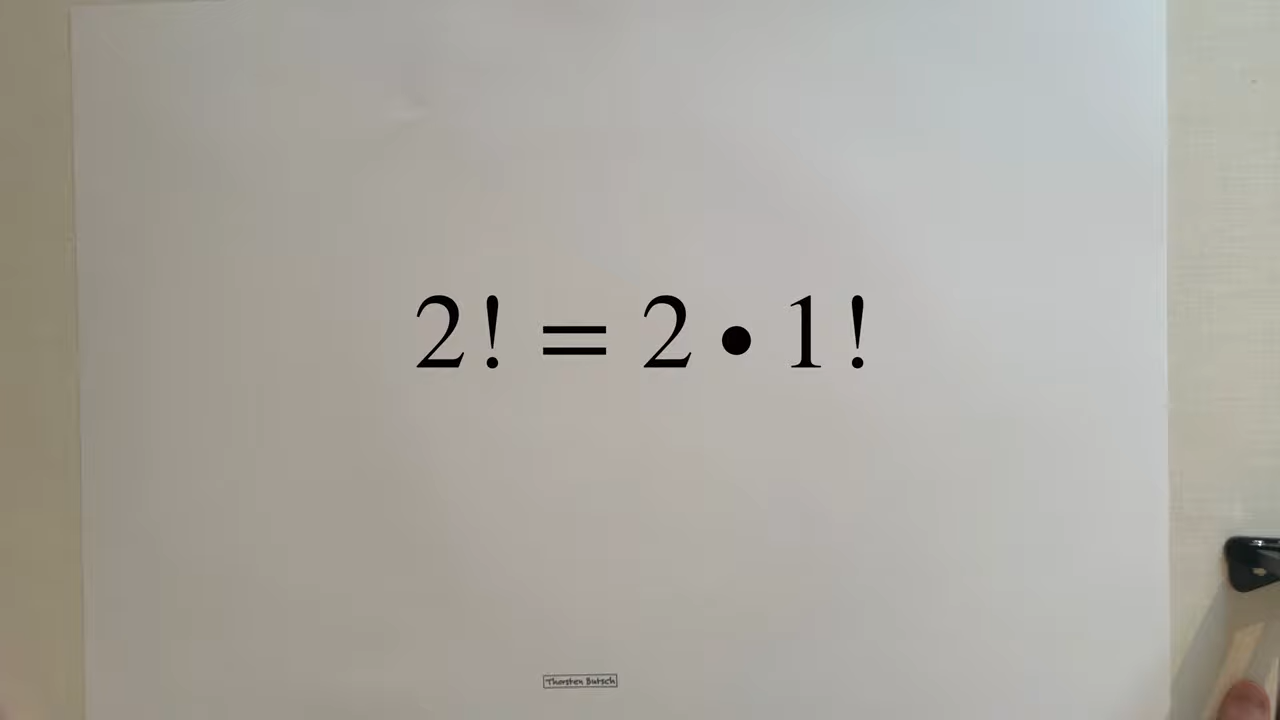 2! = 2 • 1!
Thorsten Butsch